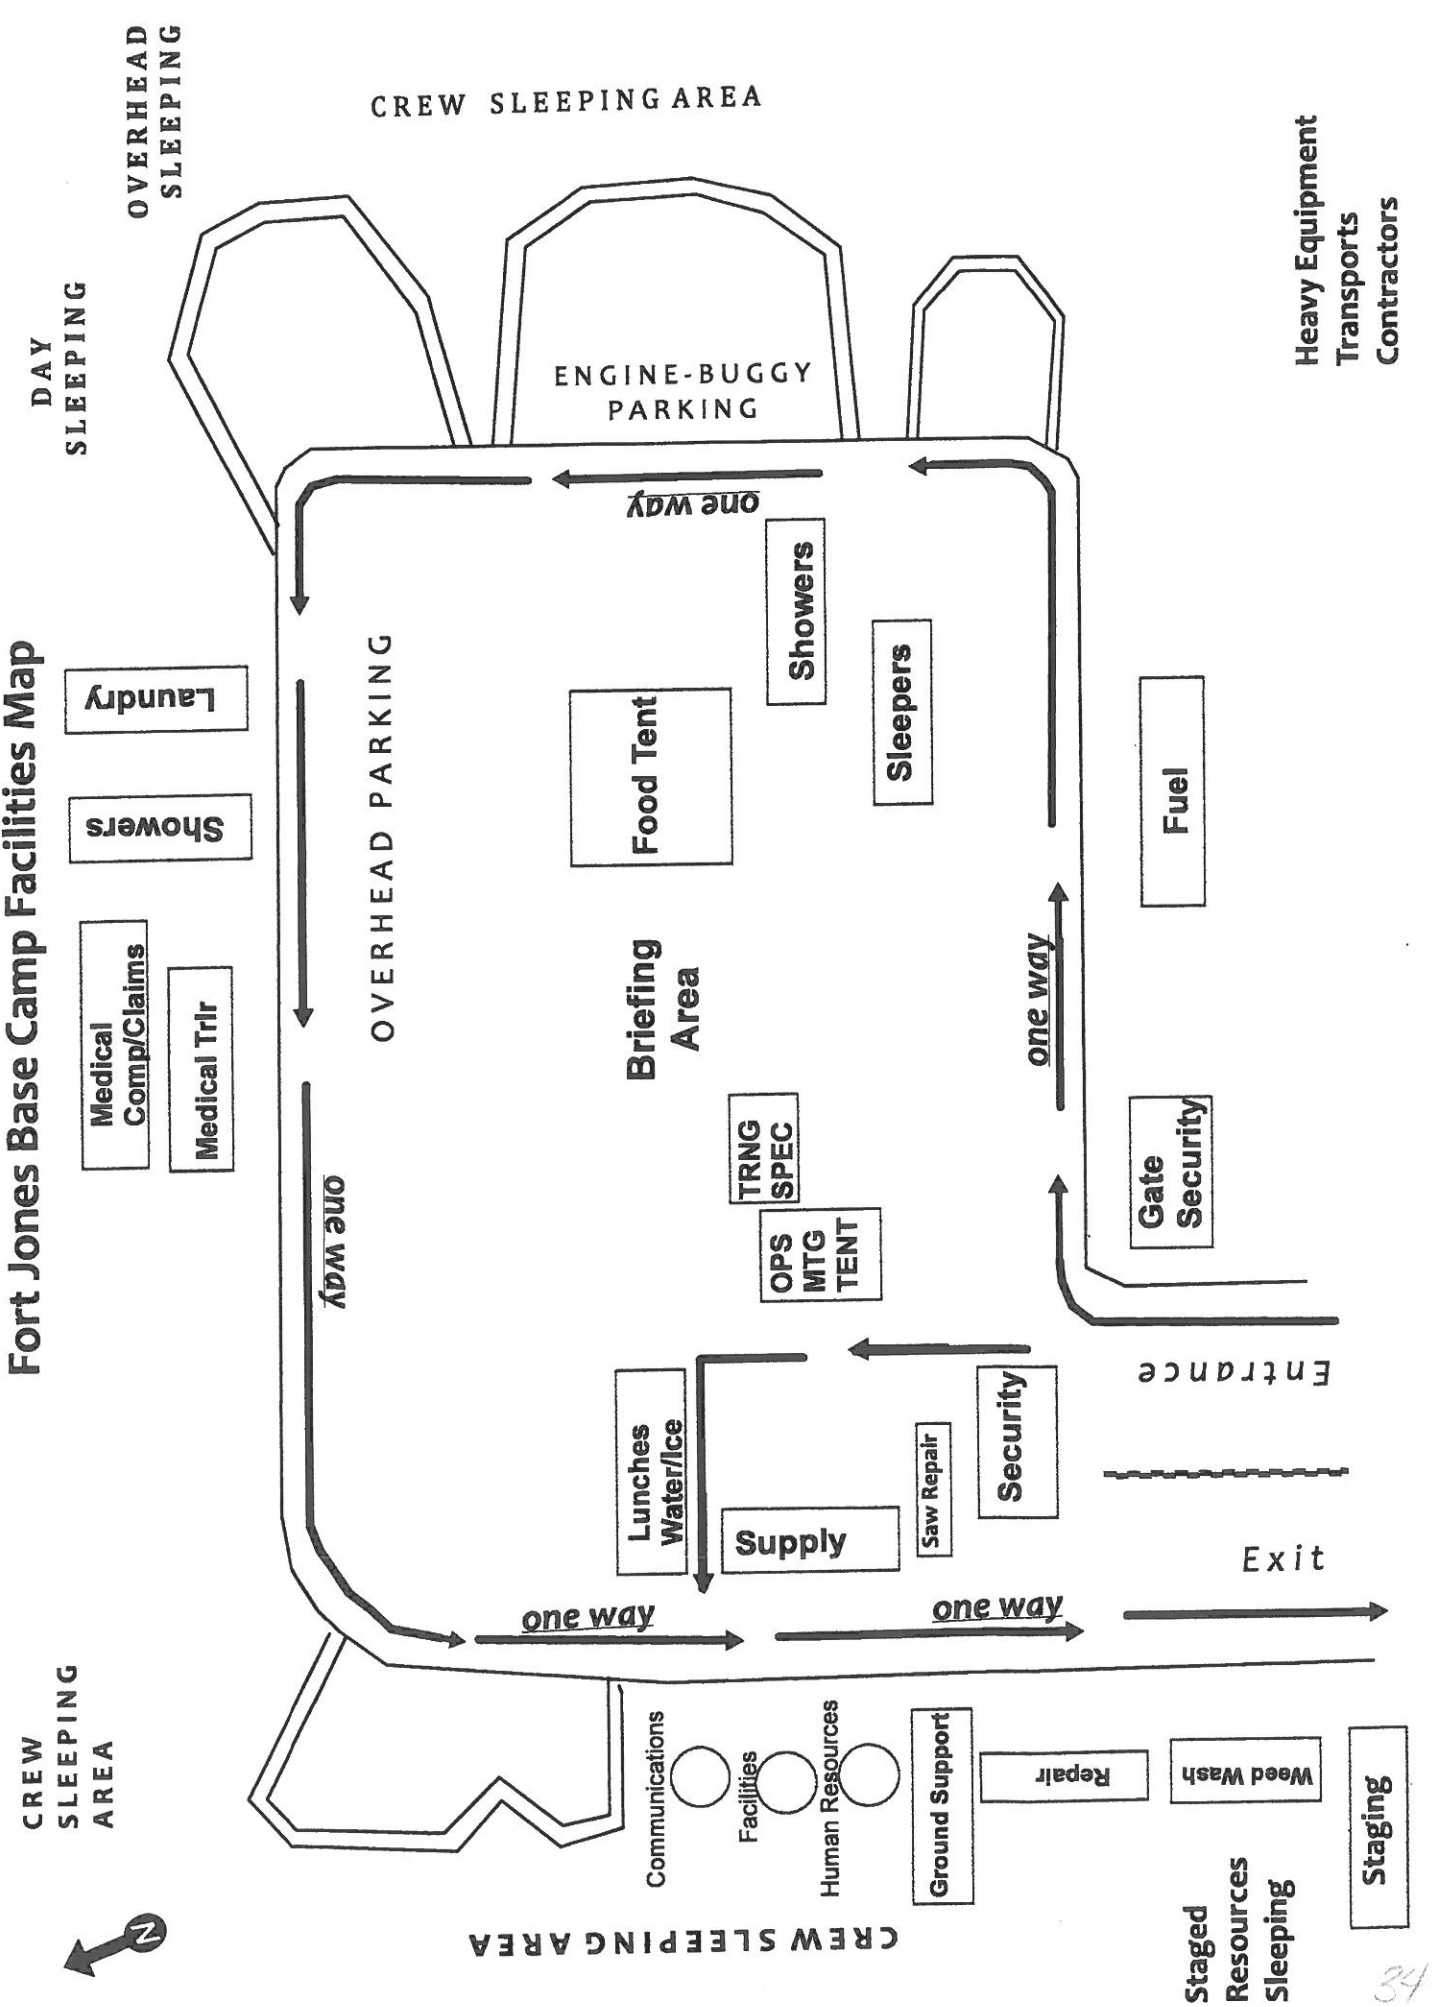 Fort Jones Base Camp Facilities Map
CREW
SLEEPING
AREA
DAY
SLEEPING
OVERHEAD
SLEEPING
Medical
Comp/Claims
Medical Trlr
Showers
Laundry
one way
OVERHEAD PARKING
CREW SLEEPING AREA
N
one way
Lunches
Water/Ice
Briefing
Area
Food Tent
one way
ENGINE-BUGGY
PARKING
CREW SLEEPING AREA
Communications
Facilities
Human Resources
Supply
TRNG
SPEC
OPS
MTG
TENT
Showers
Sleepers
Ground Support
one way
Saw Repair
Security
one way
Repair
Weed Wash
Gate
Security
Fuel
Exit
Entrance
Staged
Resources
Sleeping
Staging
Heavy Equipment
Transports
Contractors
34